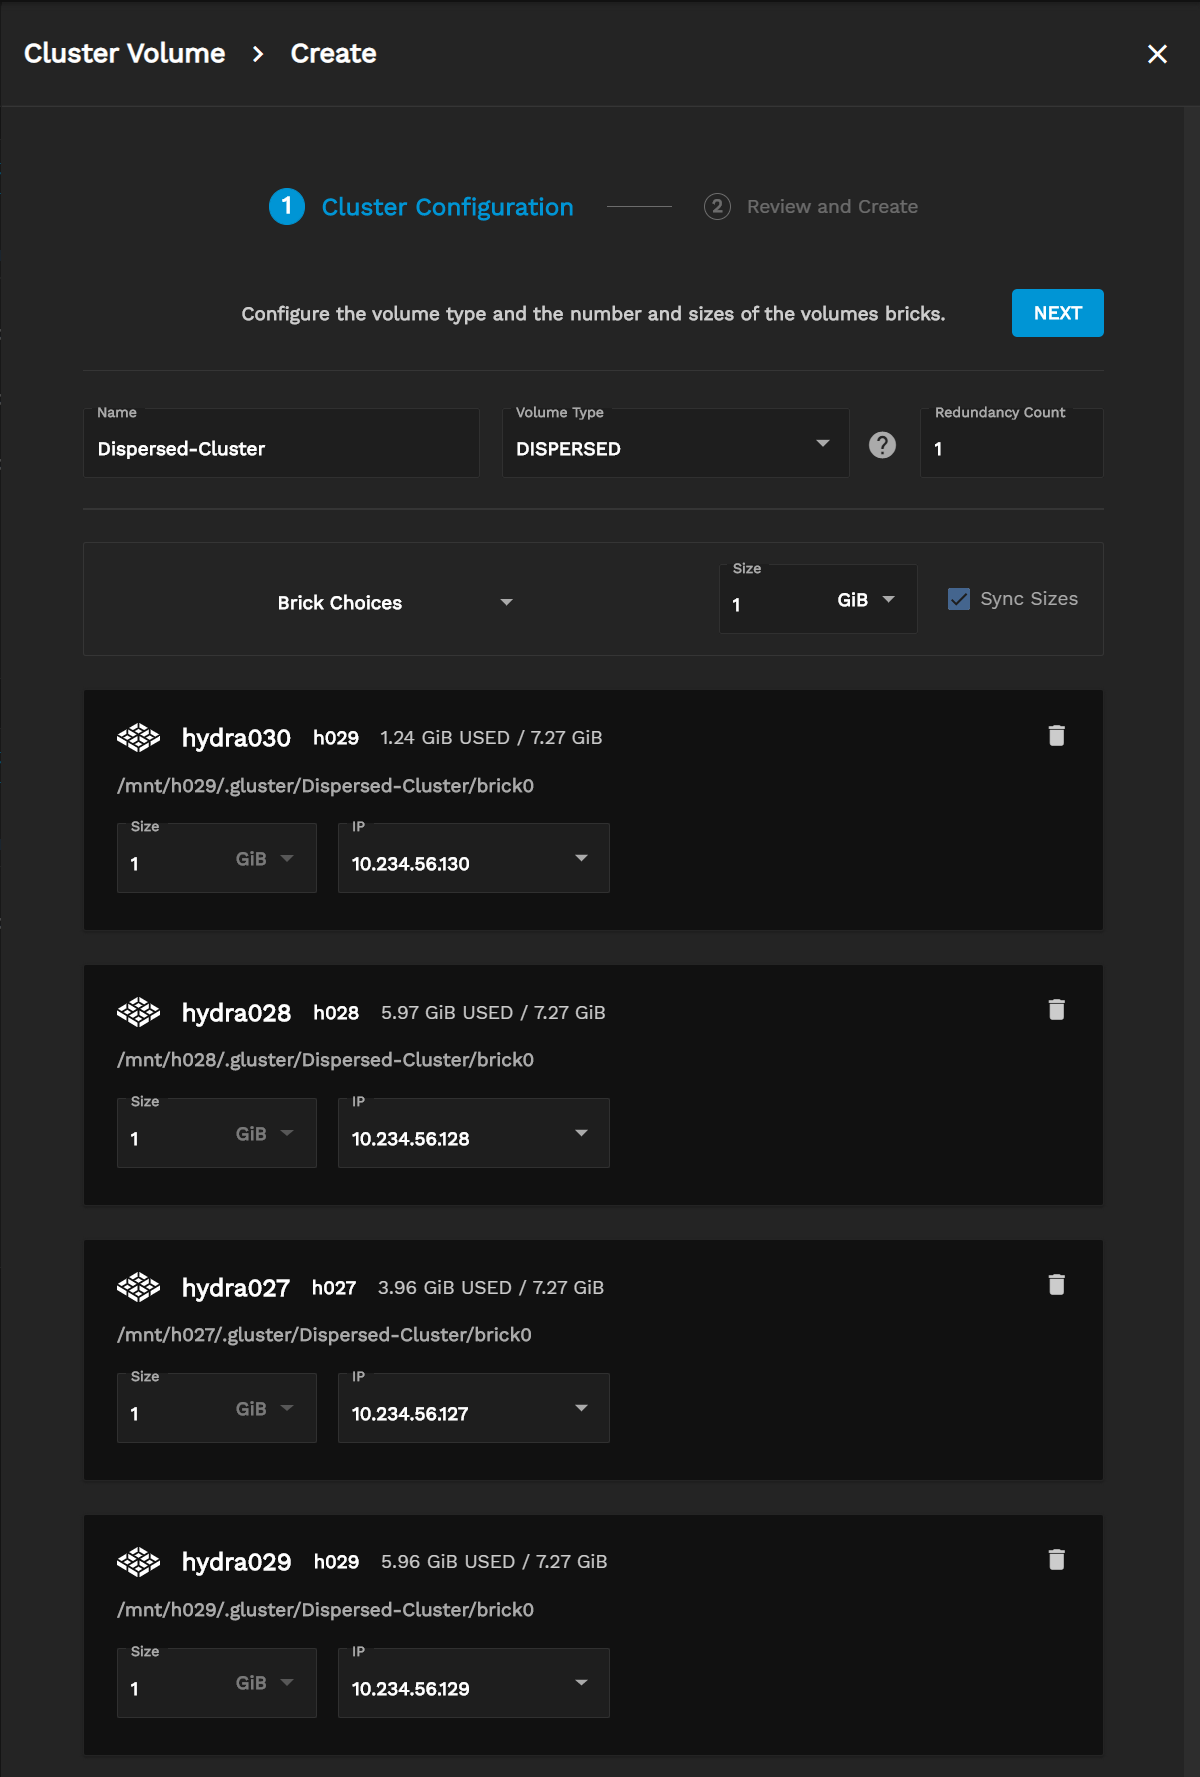 Cluster Volume > Create
1 Cluster Configuration 2 Review and Create
Configure the volume type and the number and sizes of the volumes bricks. NEXT
Name Volume Type Redundancy Count
Dispersed-Cluster DISPERSED ? 1
Size
Brick Choices 1 GiB Sync Sizes
hydra030 h029 1.24 GiB USED / 7.27 GiB
/mnt/h029/.gluster/Dispersed-Cluster/brick0
Size IP
1 GiB 10.234.56.130
hydra028 h028 5.97 GiB USED / 7.27 GiB
/mnt/h028/.gluster/Dispersed-Cluster/brick0
Size IP
1 GiB 10.234.56.128
hydra027 h027 3.96 GiB USED / 7.27 GiB
/mnt/h027/.gluster/Dispersed-Cluster/brick0
Size IP
1 GiB 10.234.56.127
hydra029 h029 5.96 GiB USED / 7.27 GiB
/mnt/h029/.gluster/Dispersed-Cluster/brick0
Size IP
1 GiB 10.234.56.129